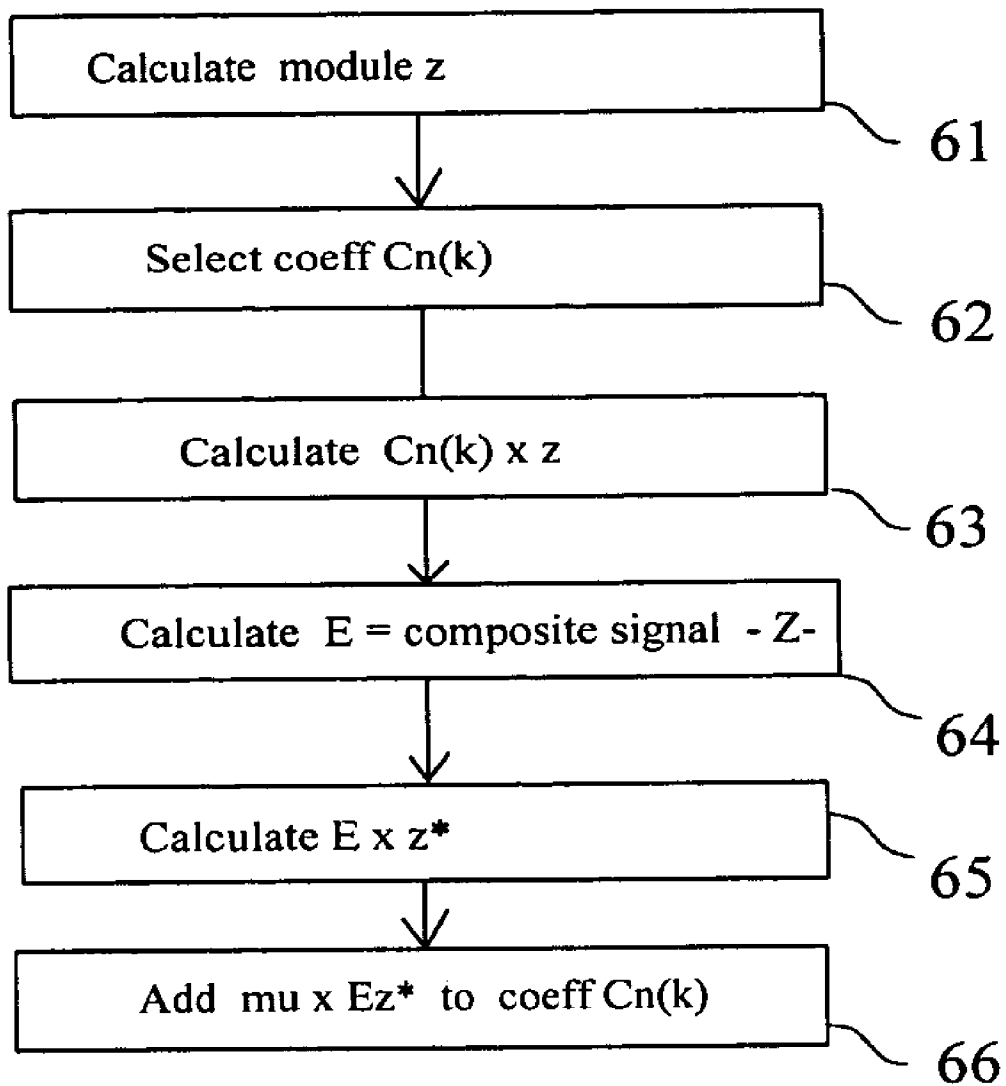 Calculate module z
61
Select coeff Cn(k)
62
Calculate Cn(k) x z
63
Calculate E = composite signal - Z-
64
Calculate E x z*
65
Add mu x Ez* to coeff Cn(k)
66